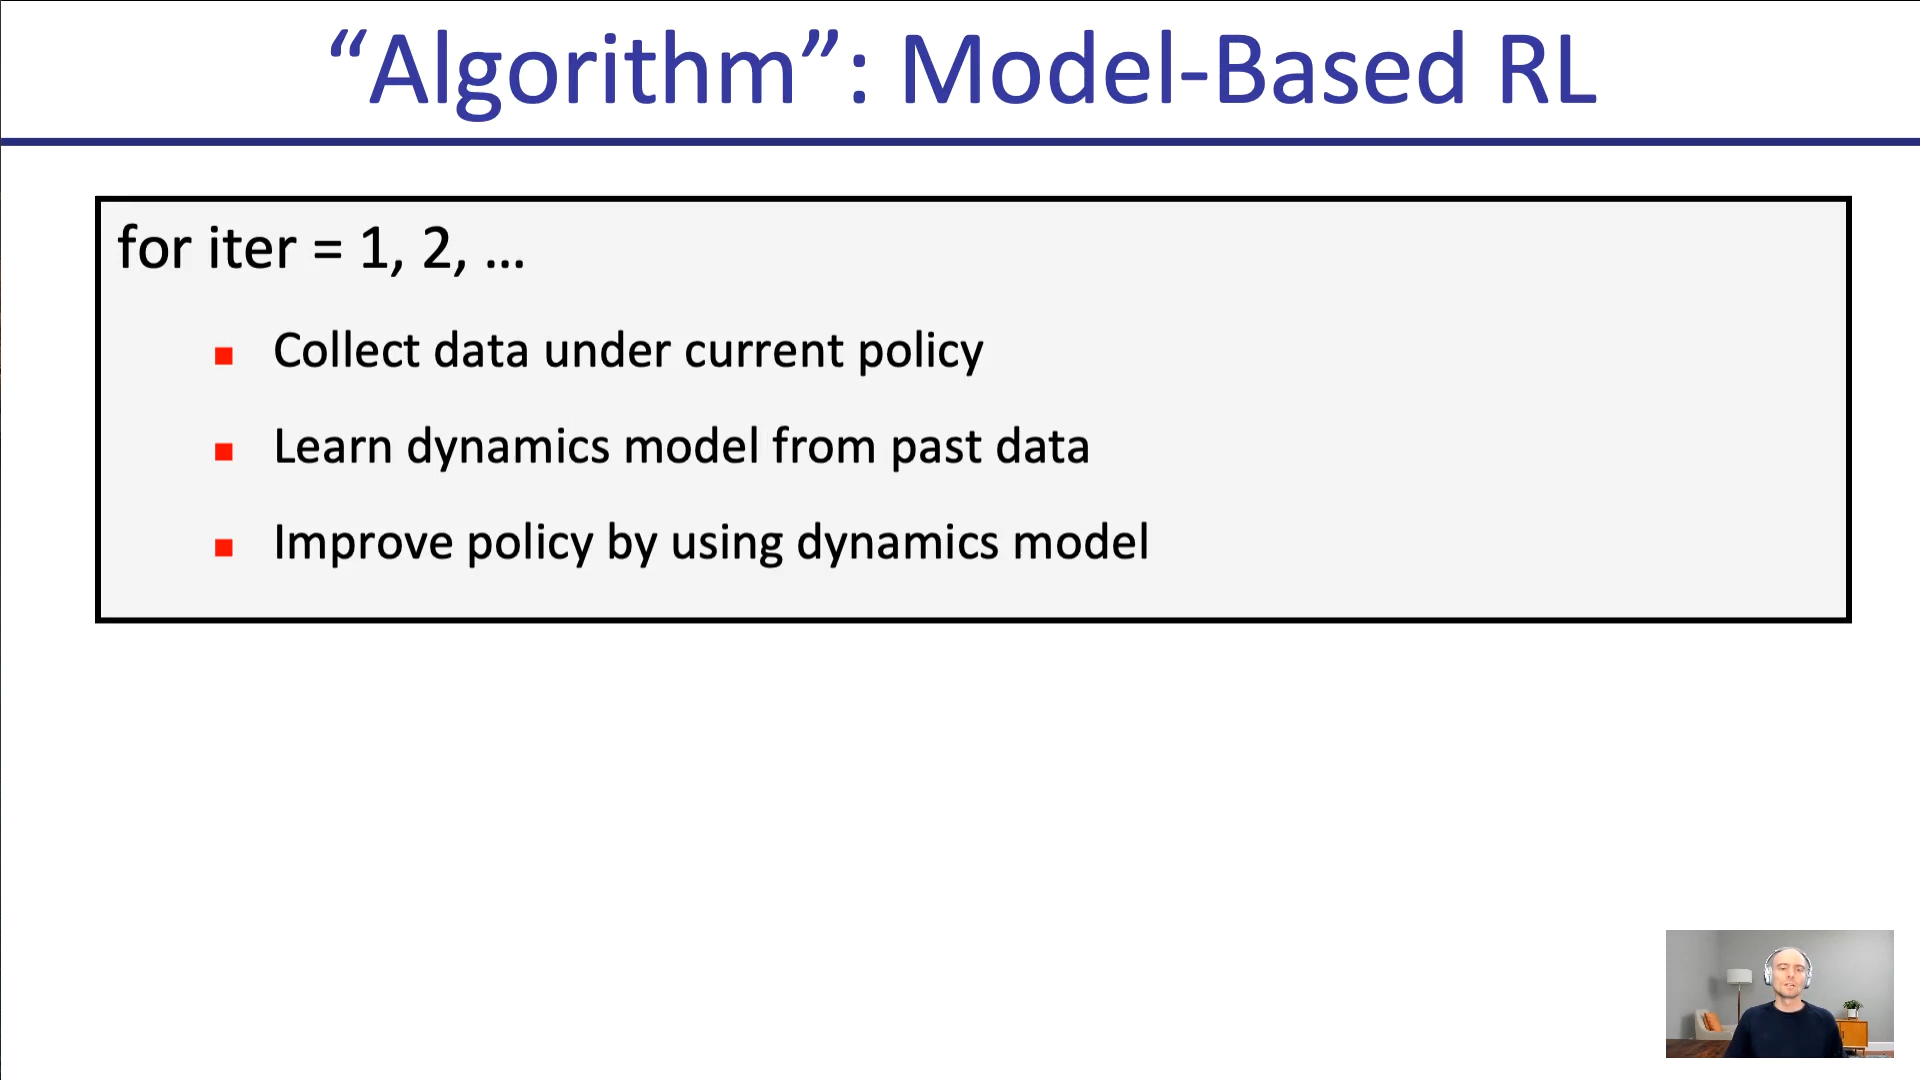 “Algorithm”: Model-Based RL
for iter = 1, 2, …
Collect data under current policy
Learn dynamics model from past data
Improve policy by using dynamics model